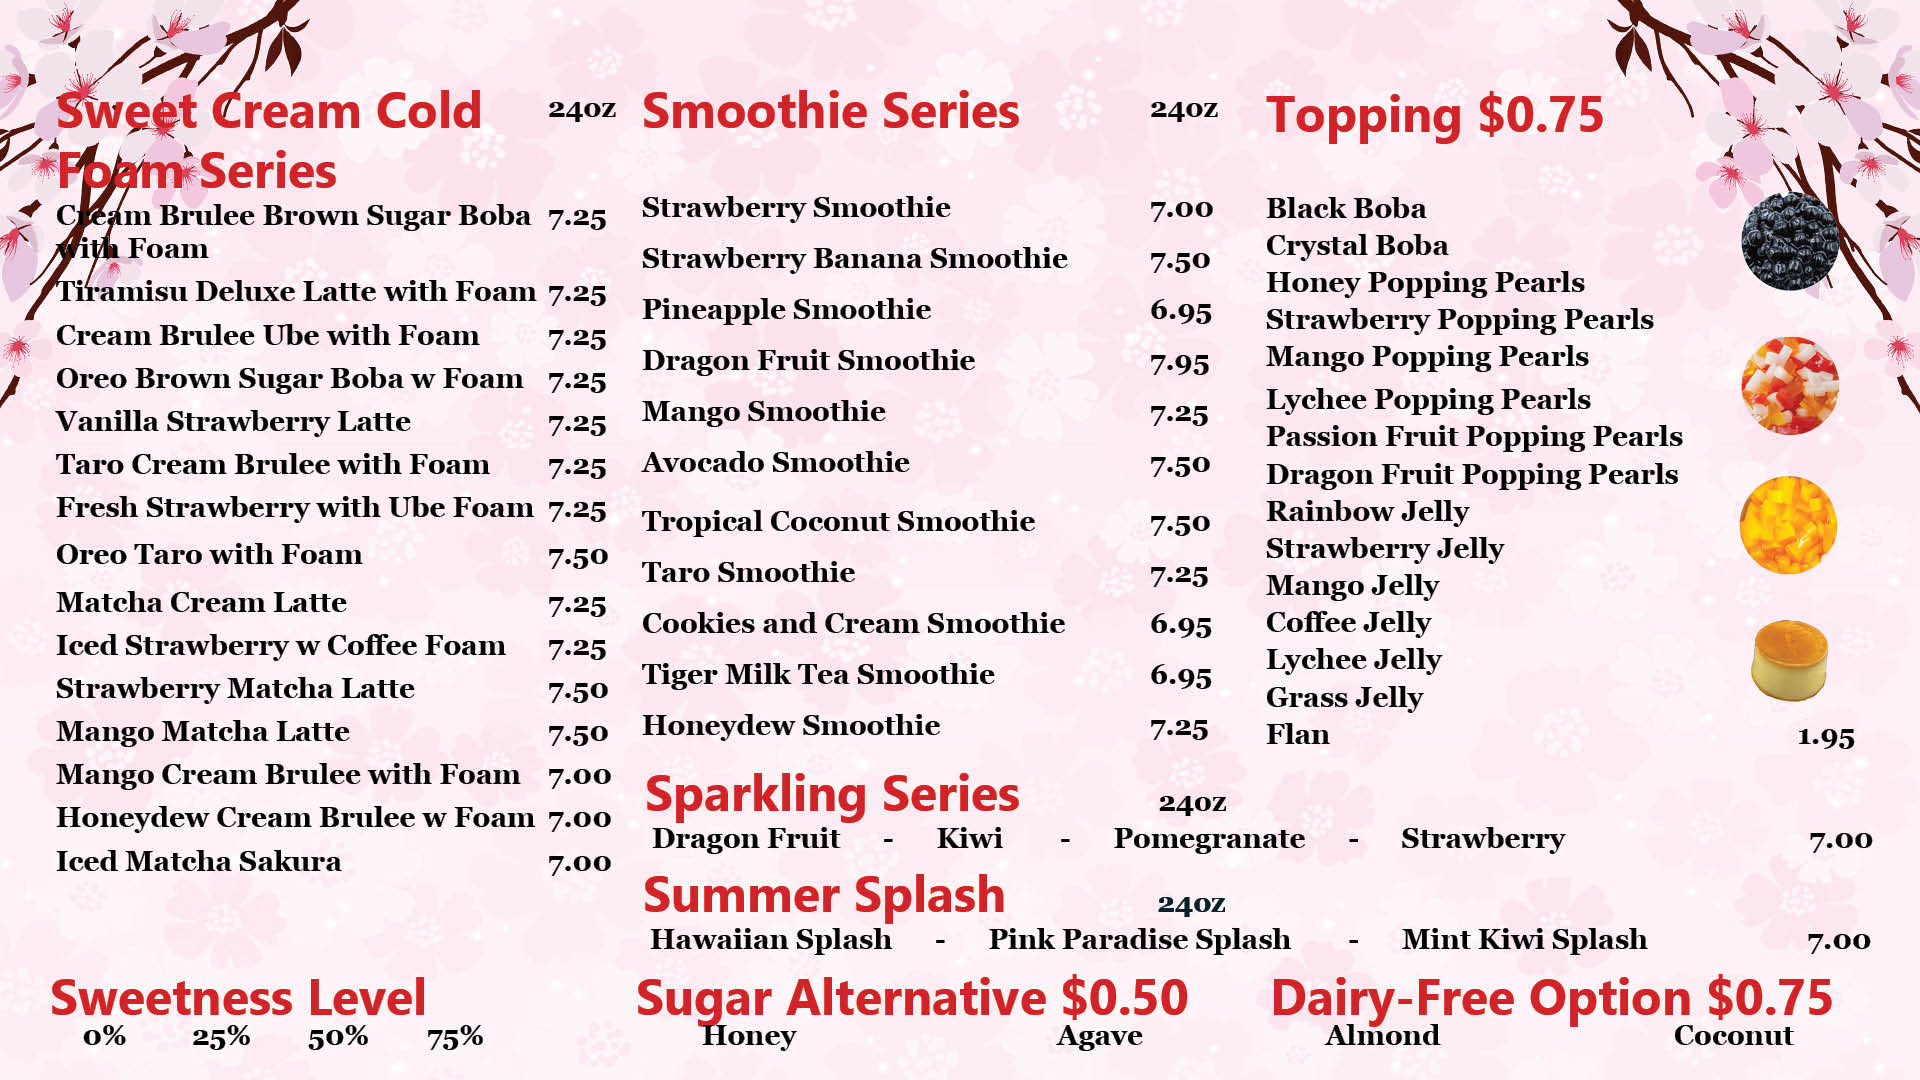 Sweet Cream Cold 24oz
Foam Series
Cream Brulee Brown Sugar Boba 7.25
with Foam
Tiramisu Deluxe Latte with Foam 7.25
Cream Brulee Ube with Foam 7.25
Oreo Brown Sugar Boba w Foam 7.25
Vanilla Strawberry Latte 7.25
Taro Cream Brulee with Foam 7.25
Fresh Strawberry with Ube Foam 7.25
Oreo Taro with Foam 7.50
Matcha Cream Latte 7.25
Iced Strawberry w Coffee Foam 7.25
Strawberry Matcha Latte 7.50
Mango Matcha Latte 7.50
Mango Cream Brulee with Foam 7.00
Honeydew Cream Brulee w Foam 7.00
Iced Matcha Sakura 7.00
Smoothie Series 24oz
Strawberry Smoothie 7.00
Strawberry Banana Smoothie 7.50
Pineapple Smoothie 6.95
Dragon Fruit Smoothie 7.95
Mango Smoothie 7.25
Avocado Smoothie 7.50
Tropical Coconut Smoothie 7.50
Taro Smoothie 7.25
Cookies and Cream Smoothie 6.95
Tiger Milk Tea Smoothie 6.95
Honeydew Smoothie 7.25
Topping $0.75
Black Boba
Crystal Boba
Honey Popping Pearls
Strawberry Popping Pearls
Mango Popping Pearls
Lychee Popping Pearls
Passion Fruit Popping Pearls
Dragon Fruit Popping Pearls
Rainbow Jelly
Strawberry Jelly
Mango Jelly
Coffee Jelly
Lychee Jelly
Grass Jelly
Flan 1.95
Sparkling Series 24oz
Dragon Fruit - Kiwi - Pomegranate - Strawberry 7.00
Summer Splash 24oz
Hawaiian Splash - Pink Paradise Splash - Mint Kiwi Splash 7.00
Sweetness Level
0% 25% 50% 75%
Sugar Alternative $0.50
Honey Agave
Dairy-Free Option $0.75
Almond Coconut